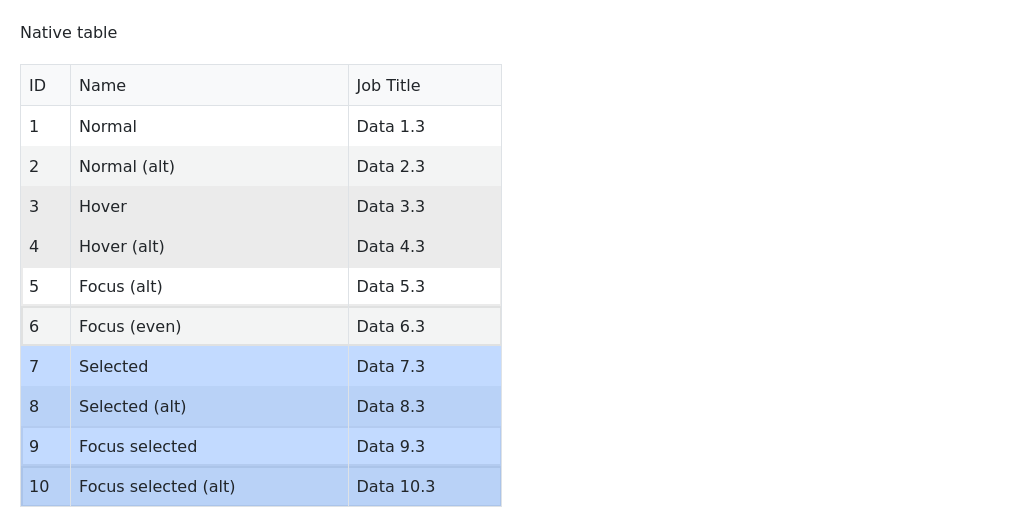 Native table
ID Name Job Title
1 Normal Data 1.3
2 Normal (alt) Data 2.3
3 Hover Data 3.3
4 Hover (alt) Data 4.3
5 Focus (alt) Data 5.3
6 Focus (even) Data 6.3
7 Selected Data 7.3
8 Selected (alt) Data 8.3
9 Focus selected Data 9.3
10 Focus selected (alt) Data 10.3